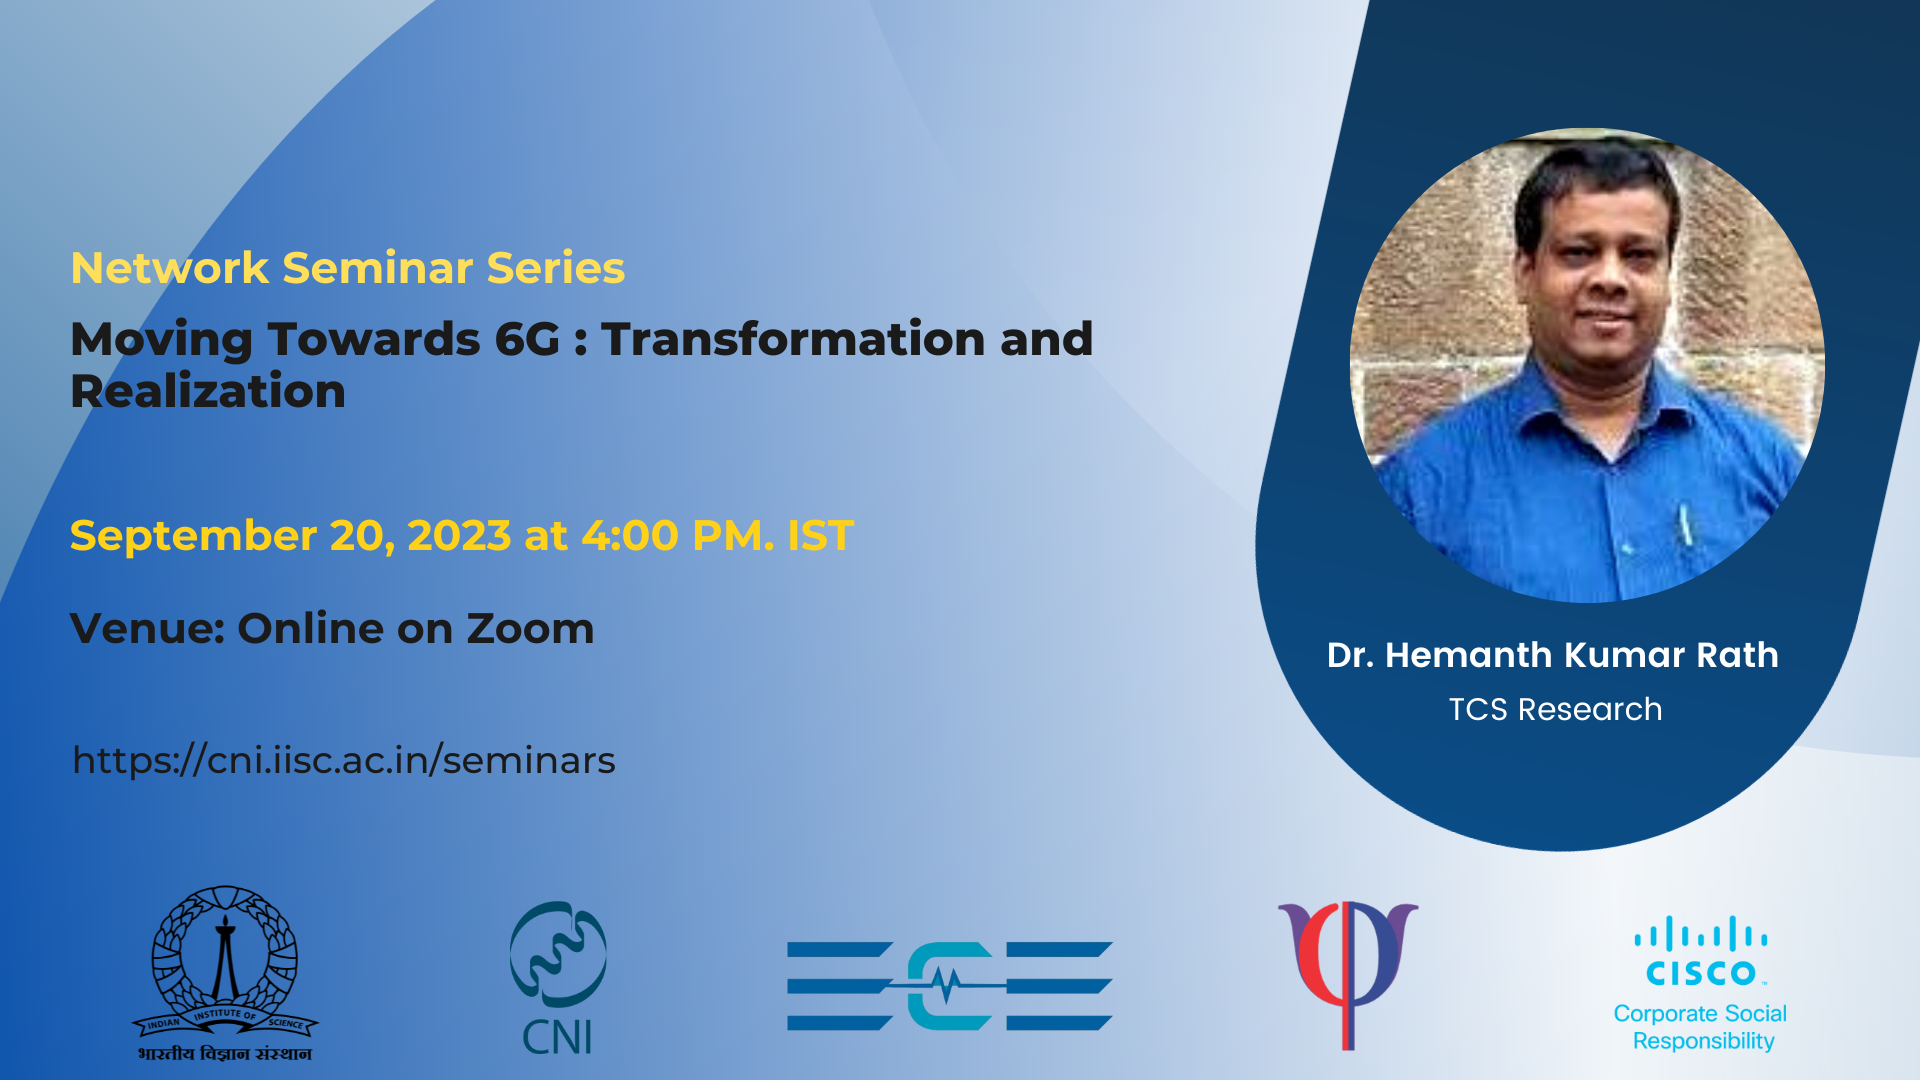 Network Seminar Series
Moving Towards 6G : Transformation and
Realization
September 20, 2023 at 4:00 PM. IST
Venue: Online on Zoom
https://cni.iisc.ac.in/seminars
Dr. Hemanth Kumar Rath
TCS Research
INDIAN INSTITUTE OF SCIENCE
भारतीय विज्ञान संस्थान
CNI
ECE
CISCO
Corporate Social
Responsibility